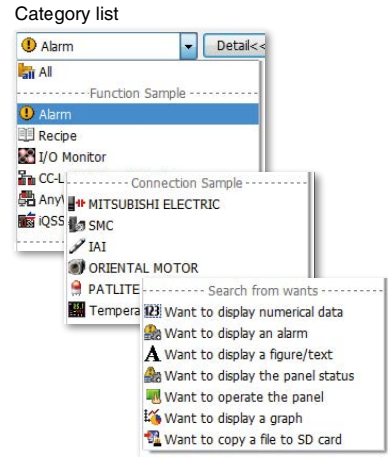 Category list
Alarm
Detail<<
All
Function Sample
Alarm
Recipe
I/O Monitor
CC-L
Any
iQSS
Connection Sample
MITSUBISHI ELECTRIC
SMC
IAI
ORIENTAL MOTOR
PATLITE
Tempera
Search from wants
123 Want to display numerical data
Want to display an alarm
A Want to display a figure/text
Want to display the panel status
Want to operate the panel
Want to display a graph
Want to copy a file to SD card